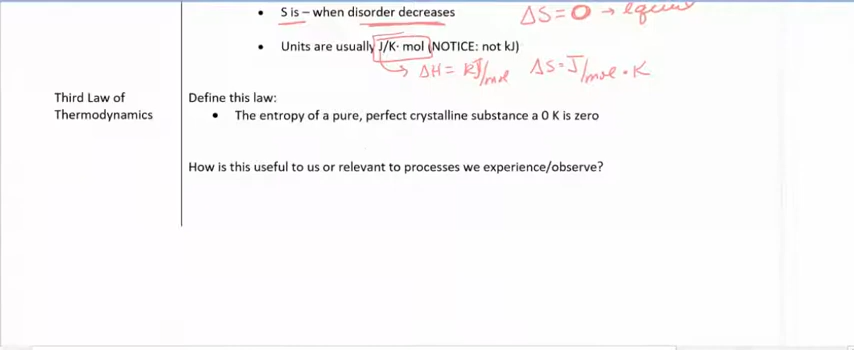 • S is – when disorder decreases ΔS = 0 →
• Units are usually J/K· mol (NOTICE: not kJ)
→ ΔH = kJ/mol ΔS = J/mol • K
Third Law of Thermodynamics
Define this law:
• The entropy of a pure, perfect crystalline substance a 0 K is zero
How is this useful to us or relevant to processes we experience/observe?